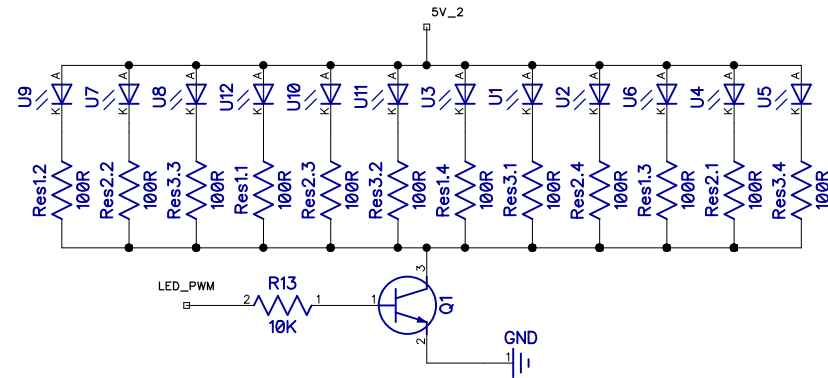 5V_2
A A A A A A A A A A A A
U9 U7 U8 U12 U10 U11 U3 U1 U2 U6 U4 U5
K K K K K K K K K K K K
Res1.2 100R Res2.2 100R Res3.3 100R Res1.1 100R Res2.3 100R Res3.2 100R Res1.4 100R Res3.1 100R Res2.4 100R Res1.3 100R Res2.1 100R Res3.4 100R
3
LED_PWM 2 R13 1 1 Q1
10K
2
GND
1